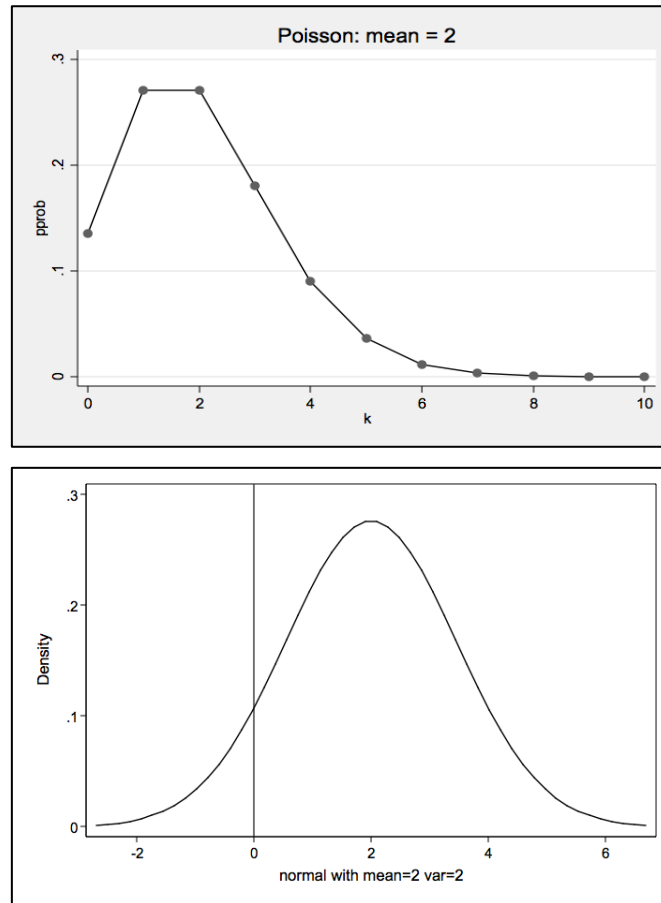 Poisson: mean = 2
.3
.2
.1
0
pprob
0 2 4 6 8 10
k
.3
.2
.1
0
Density
-2 0 2 4 6
normal with mean=2 var=2